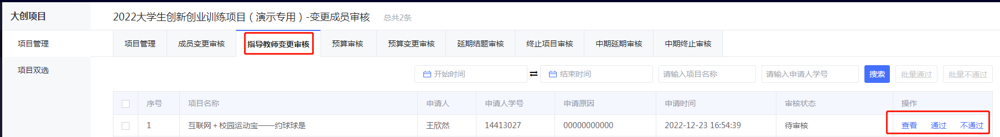 大创项目
2022大学生创新创业训练项目（演示专用）-变更成员审核 总共2条
项目管理
项目双选
项目管理 成员变更审核 指导教师变更审核 预算审核 预算变更审核 延期结题审核 终止项目审核 中期延期审核 中期终止审核
开始时间 结束时间 请输入项目名称 请输入申请人学号 搜索 批量通过 批量不通过
序号 项目名称 申请人 申请人学号 申请原因 申请时间 审核状态 操作
1 互联网＋校园运动宝——约球球是 王欣然 14413027 00000000000 2022-12-23 16:54:39 待审核 查看 通过 不通过